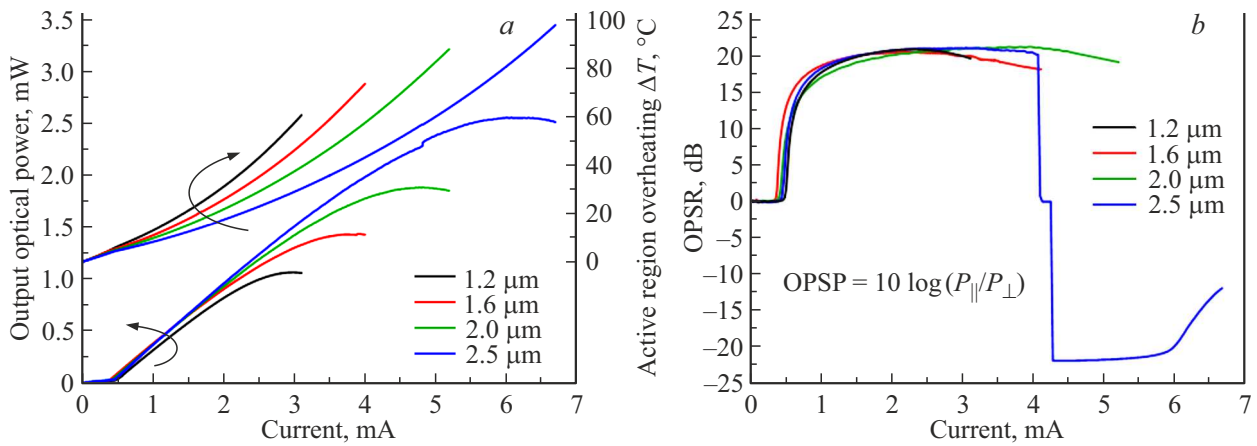 a
3.5
3.0
2.5
2.0
1.5
1.0
0.5
0
Output optical power, mW
100
80
60
40
20
0
Active region overheating ΔT, °C
1.2 μm
1.6 μm
2.0 μm
2.5 μm
0 1 2 3 4 5 6 7
Current, mA
b
25
20
15
10
5
0
–5
–10
–15
–20
–25
OPSR, dB
1.2 μm
1.6 μm
2.0 μm
2.5 μm
OPSP = 10 log (P||/P⊥)
0 1 2 3 4 5 6 7
Current, mA